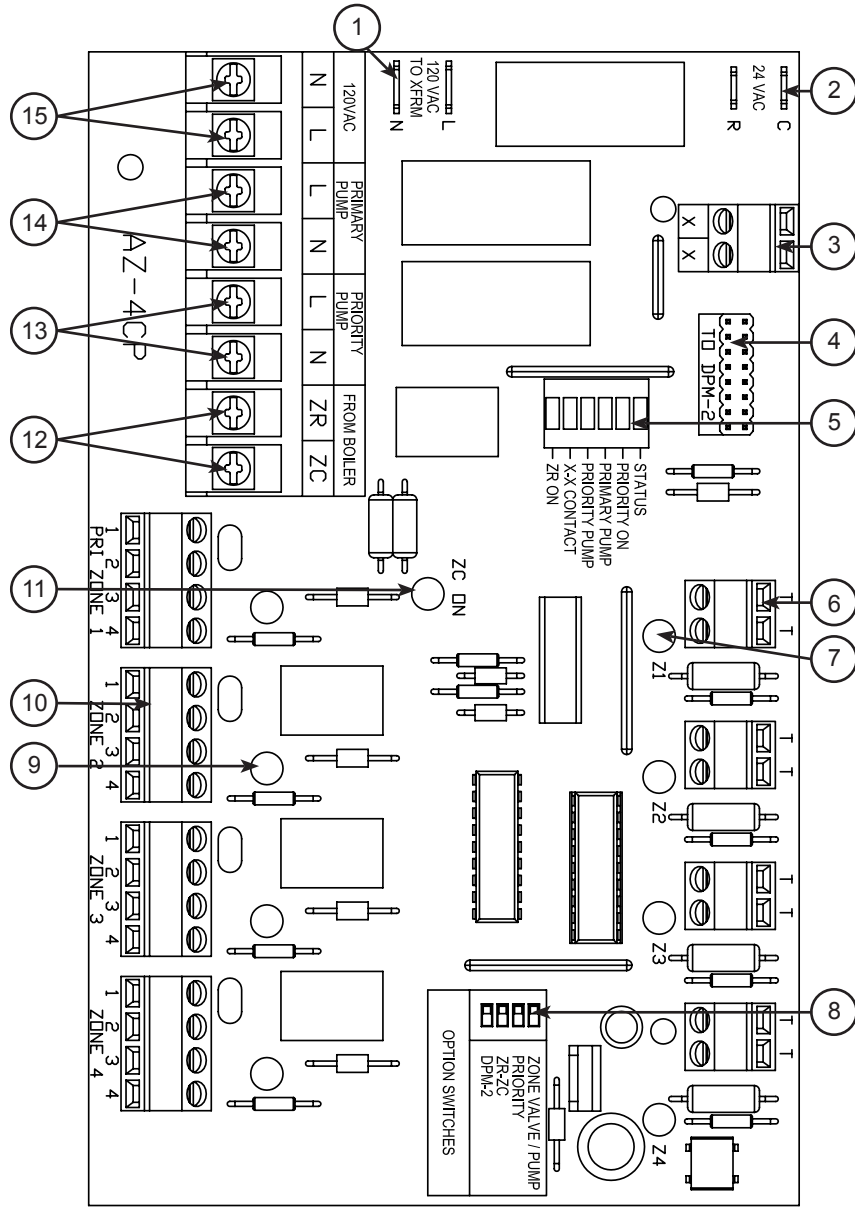 1
2
3
4
5
6
7
8
9
10
11
12
13
14
15
120VAC
N
L
PRIMARY
PUMP
L
N
PRIORITY
PUMP
L
N
FROM BOILER
ZR
ZC
AZ-4CP
120 VAC
TO XFRM
N
L
24 VAC
R
C
X
X
TO DPM-2
STATUS
PRIORITY ON
PRIMARY PUMP
PRIORITY PUMP
X-X CONTACT
ZR ON
ZC ON
PRI ZONE 1
1
2
3
4
ZONE 2
1
2
3
4
ZONE 3
1
2
3
4
ZONE 4
1
2
3
4
T
T
Z1
T
T
Z2
T
T
Z3
T
T
Z4
ZONE VALVE / PUMP
PRIORITY
ZR-ZC
DPM-2
OPTION SWITCHES